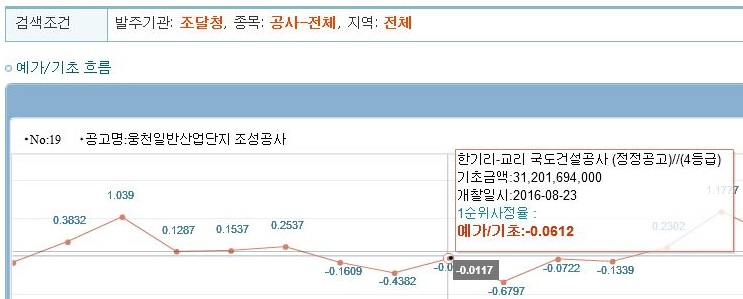 검색조건
발주기관: 조달청, 종목: 공사-전체, 지역: 전체
예가/기초 흐름
•No:19 •공고명:웅천일반산업단지 조성공사
한기리-교리 국도건설공사 (정정공고)//(4등급)
기초금액:31,201,694,000
개찰일시:2016-08-23
1순위사정율 :
예가/기초:-0.0612
0.3832
1.039
0.1287
0.1537
0.2537
-0.1609
-0.4382
-0.0117
-0.6797
-0.0722
-0.1339
0.2302
1.1777